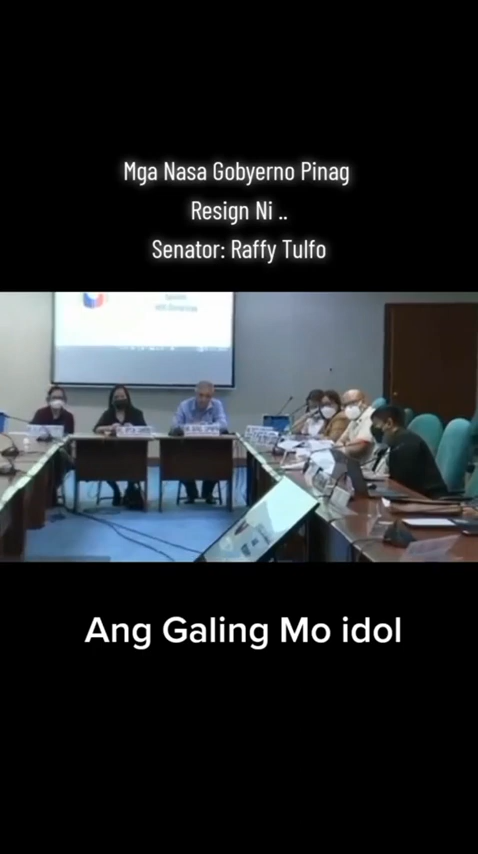 Mga Nasa Gobyerno Pinag
Resign Ni ..
Senator: Raffy Tulfo
Ang Galing Mo idol